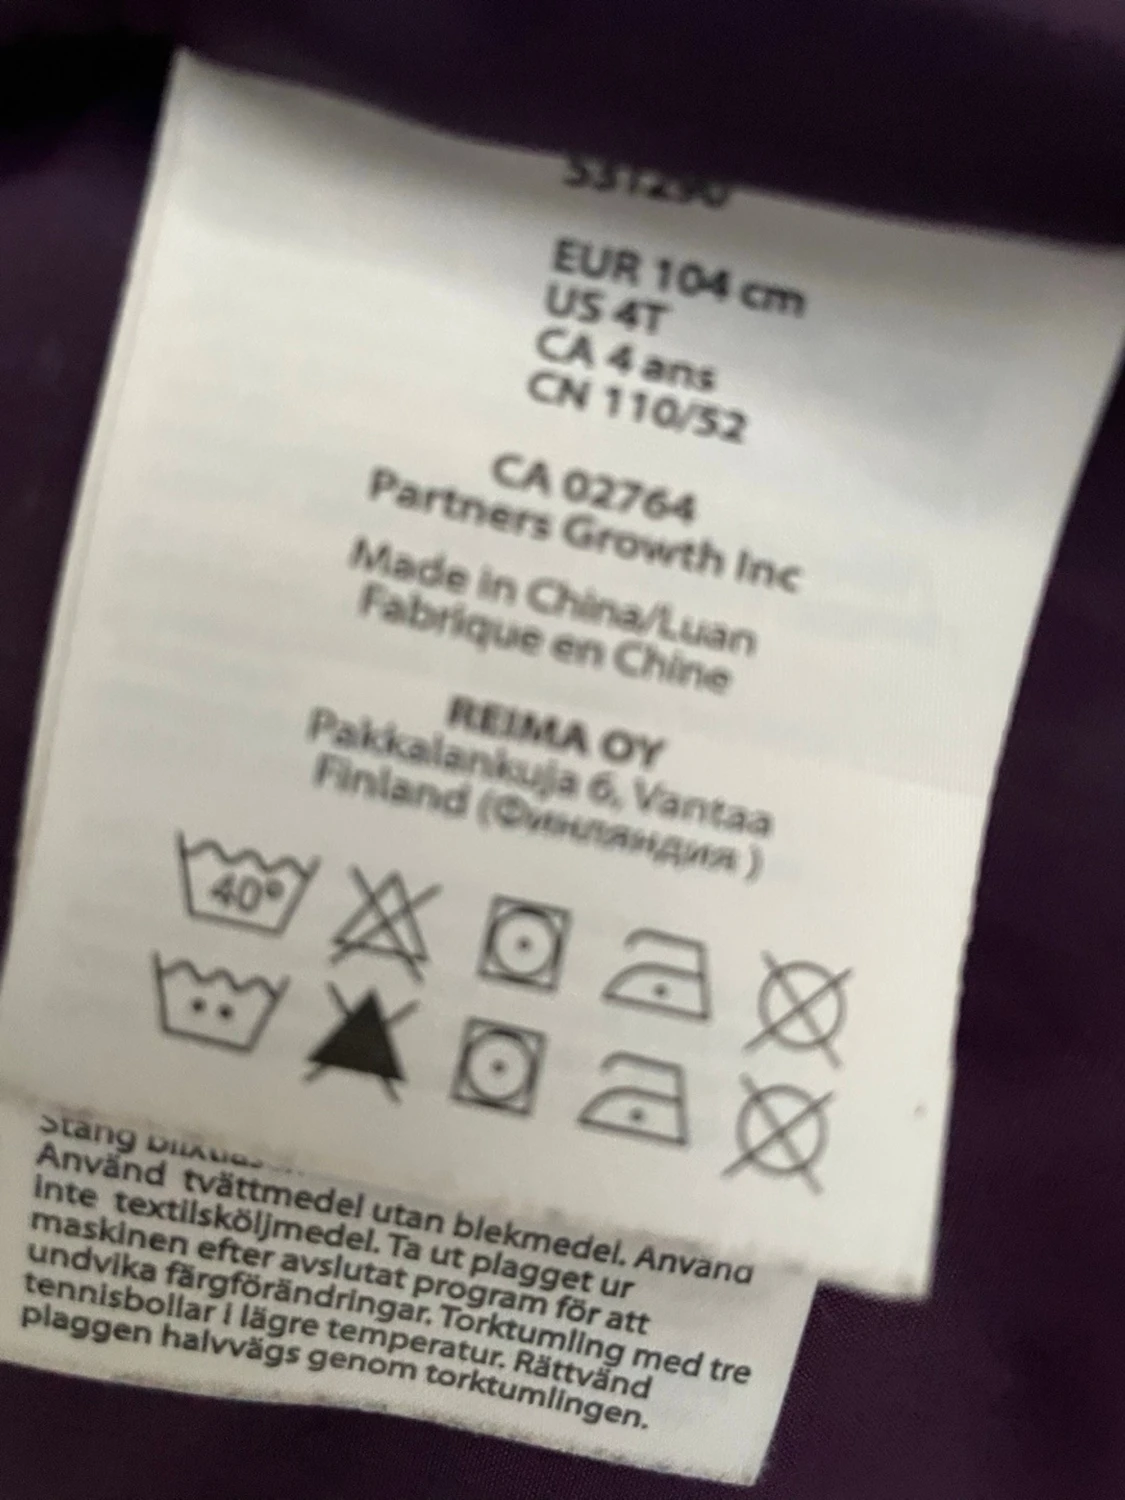 531290
EUR 104 cm
US 4T
CA 4 ans
CN 110/52
CA 02764
Partners Growth Inc
Made in China/Luan
Fabrique en Chine
REIMA OY
Pakkalankuja 6, Vantaa
Finland (Финляндия )
40°
Stäng
Använd tvättmedel utan blekmedel. Använd
inte textilsköljmedel. Ta ut plagget ur
maskinen efter avslutat program för att
undvika färgförändringar. Torktumling med tre
tennisbollar i lägre temperatur. Rättvänd
plaggen halvvägs genom torktumlingen.